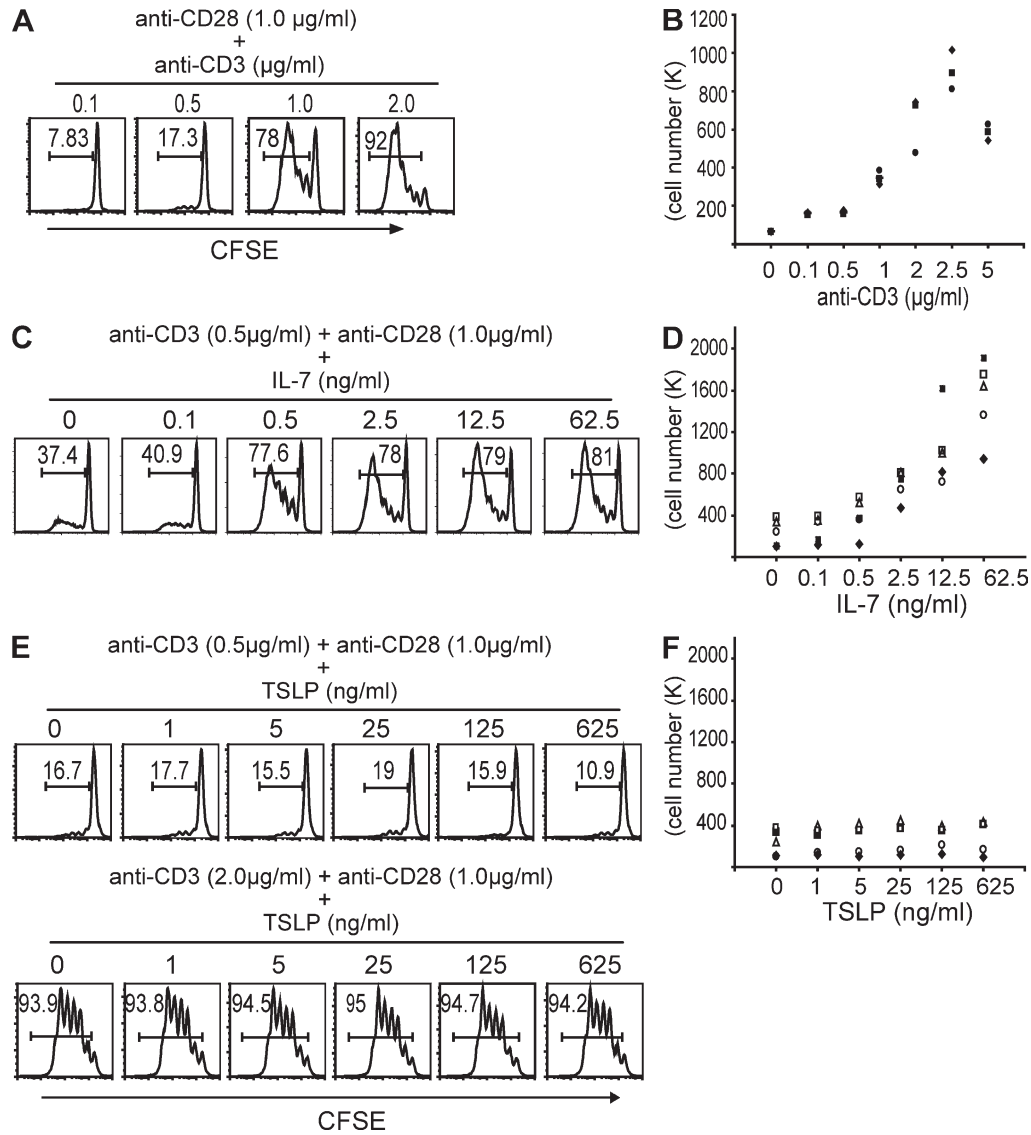 A
anti-CD28 (1.0 µg/ml)
+
anti-CD3 (µg/ml)
0.1 0.5 1.0 2.0
7.83 17.3 78 92
CFSE
B
(cell number (K)
1200
1000
800
600
400
200
0 0.1 0.5 1 2 2.5 5
anti-CD3 (µg/ml)
C
anti-CD3 (0.5µg/ml) + anti-CD28 (1.0µg/ml)
+
IL-7 (ng/ml)
0 0.1 0.5 2.5 12.5 62.5
37.4 40.9 77.6 78 79 81
D
(cell number (K)
2000
1600
1200
800
400
0 0.1 0.5 2.5 12.5 62.5
IL-7 (ng/ml)
E
anti-CD3 (0.5µg/ml) + anti-CD28 (1.0µg/ml)
+
TSLP (ng/ml)
0 1 5 25 125 625
16.7 17.7 15.5 19 15.9 10.9
anti-CD3 (2.0µg/ml) + anti-CD28 (1.0µg/ml)
+
TSLP (ng/ml)
0 1 5 25 125 625
93.9 93.8 94.5 95 94.7 94.2
CFSE
F
(cell number (K)
2000
1600
1200
800
400
0 1 5 25 125 625
TSLP (ng/ml)